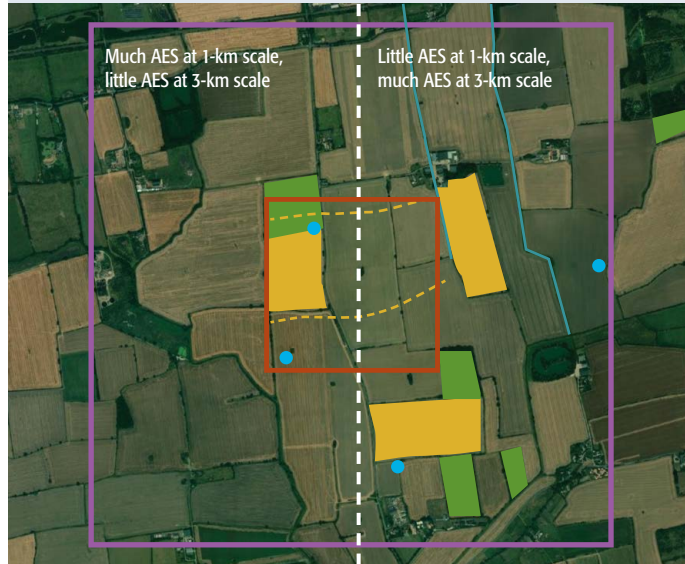 Much AES at 1-km scale,
little AES at 3-km scale
Little AES at 1-km scale,
much AES at 3-km scale